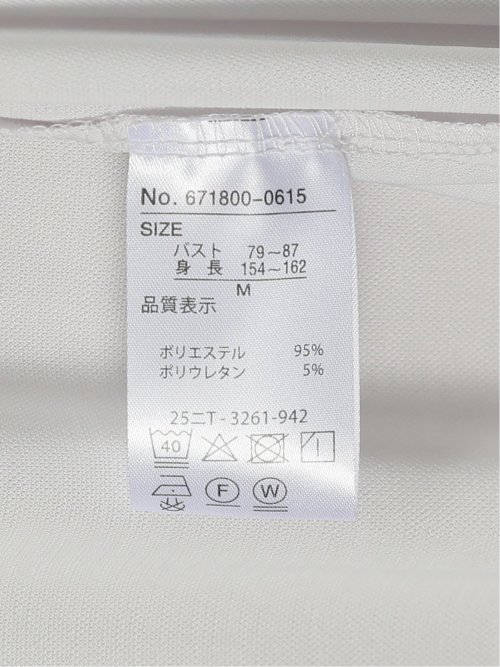 No. 671800-0615
SIZE
バスト 79～87
身長 154～162
M
品質表示
ポリエステル 95%
ポリウレタン 5%
25ニT-3261-942
40
F W